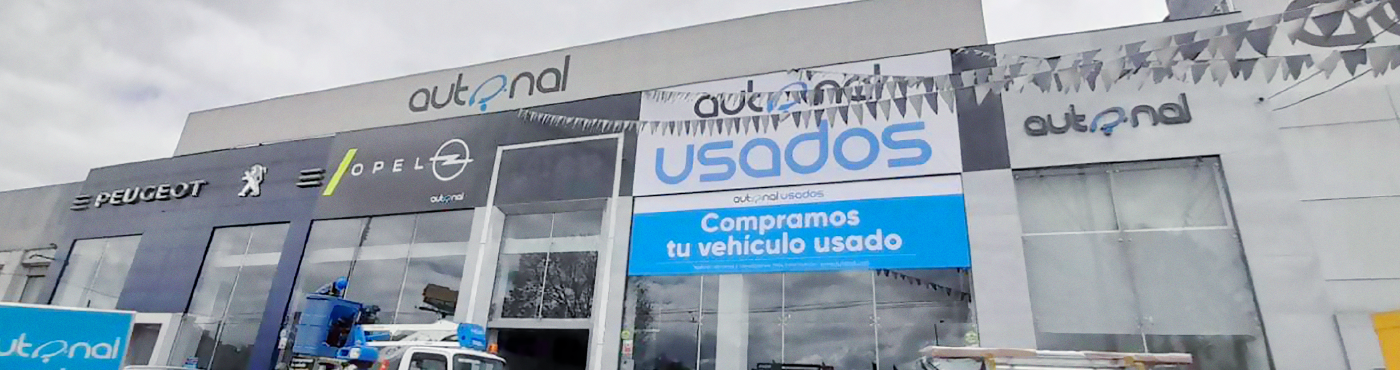 autonal
PEUGEOT
OPEL
autonal
autonal
usados
autonal usados
Compramos
tu vehículo usado
autonal
autonal